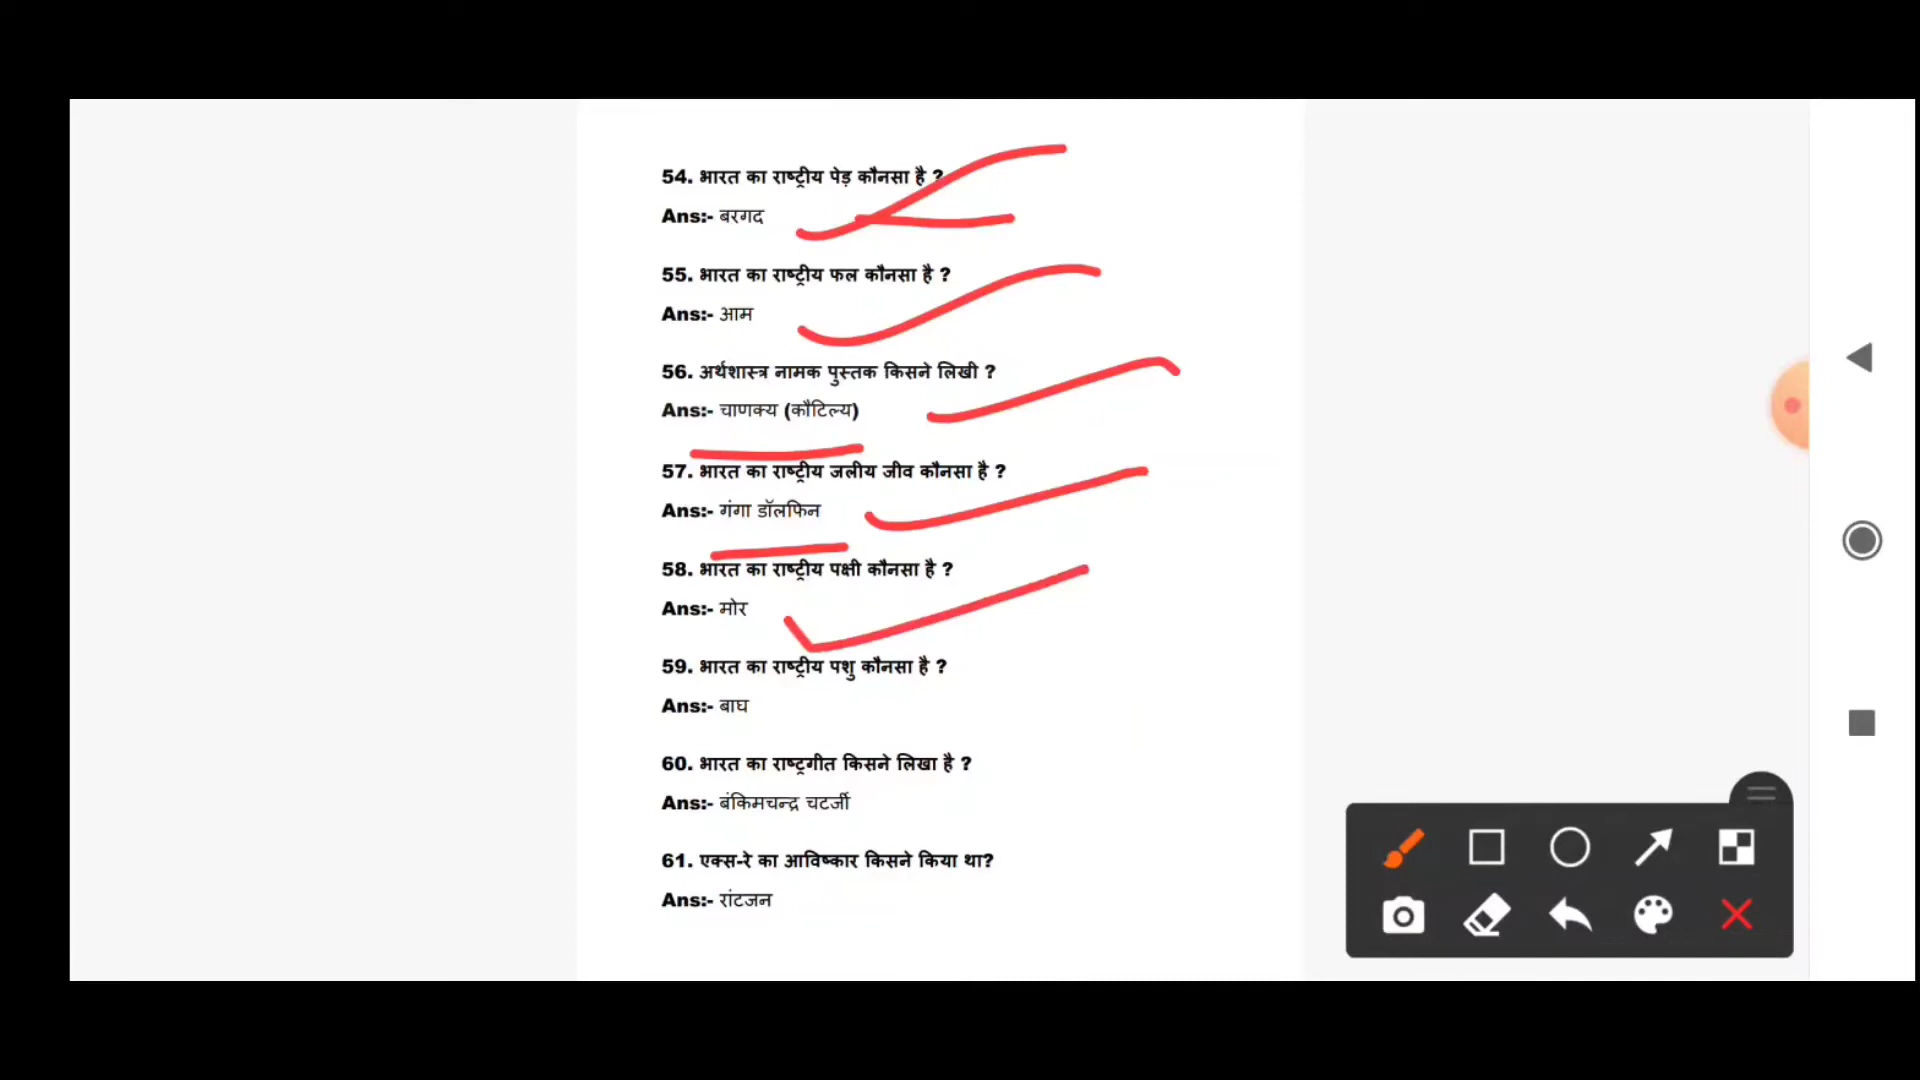 54. भारत का राष्ट्रीय पेड़ कौनसा है ?
Ans:- बरगद
55. भारत का राष्ट्रीय फल कौनसा है ?
Ans:- आम
56. अर्थशास्त्र नामक पुस्तक किसने लिखी ?
Ans:- चाणक्य (कौटिल्य)
57. भारत का राष्ट्रीय जलीय जीव कौनसा है ?
Ans:- गंगा डॉलफिन
58. भारत का राष्ट्रीय पक्षी कौनसा है ?
Ans:- मोर
59. भारत का राष्ट्रीय पशु कौनसा है ?
Ans:- बाघ
60. भारत का राष्ट्रगीत किसने लिखा है ?
Ans:- बंकिमचन्द्र चटर्जी
61. एक्स-रे का आविष्कार किसने किया था?
Ans:- रांटजन